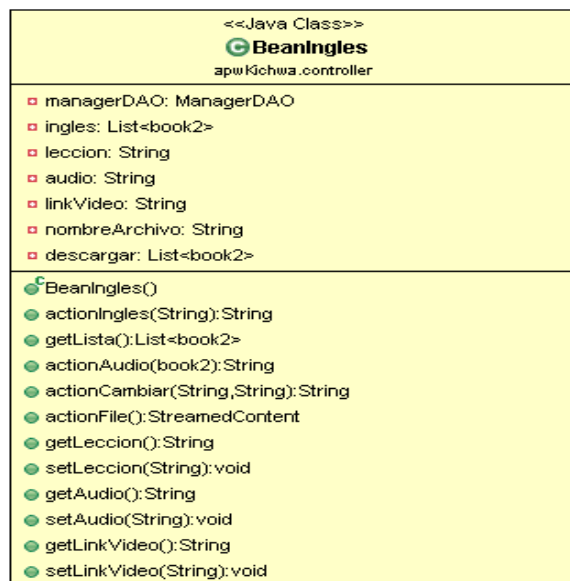 <<Java Class>>
BeanIngles
apwKichwa.controller
managerDAO: ManagerDAO
ingles: List<book2>
leccion: String
audio: String
linkVideo: String
nombreArchivo: String
descargar: List<book2>
BeanIngles()
actionIngles(String):String
getLista():List<book2>
actionAudio(book2):String
actionCambiar(String,String):String
actionFile():StreamedContent
getLeccion():String
setLeccion(String):void
getAudio():String
setAudio(String):void
getLinkVideo():String
setLinkVideo(String):void